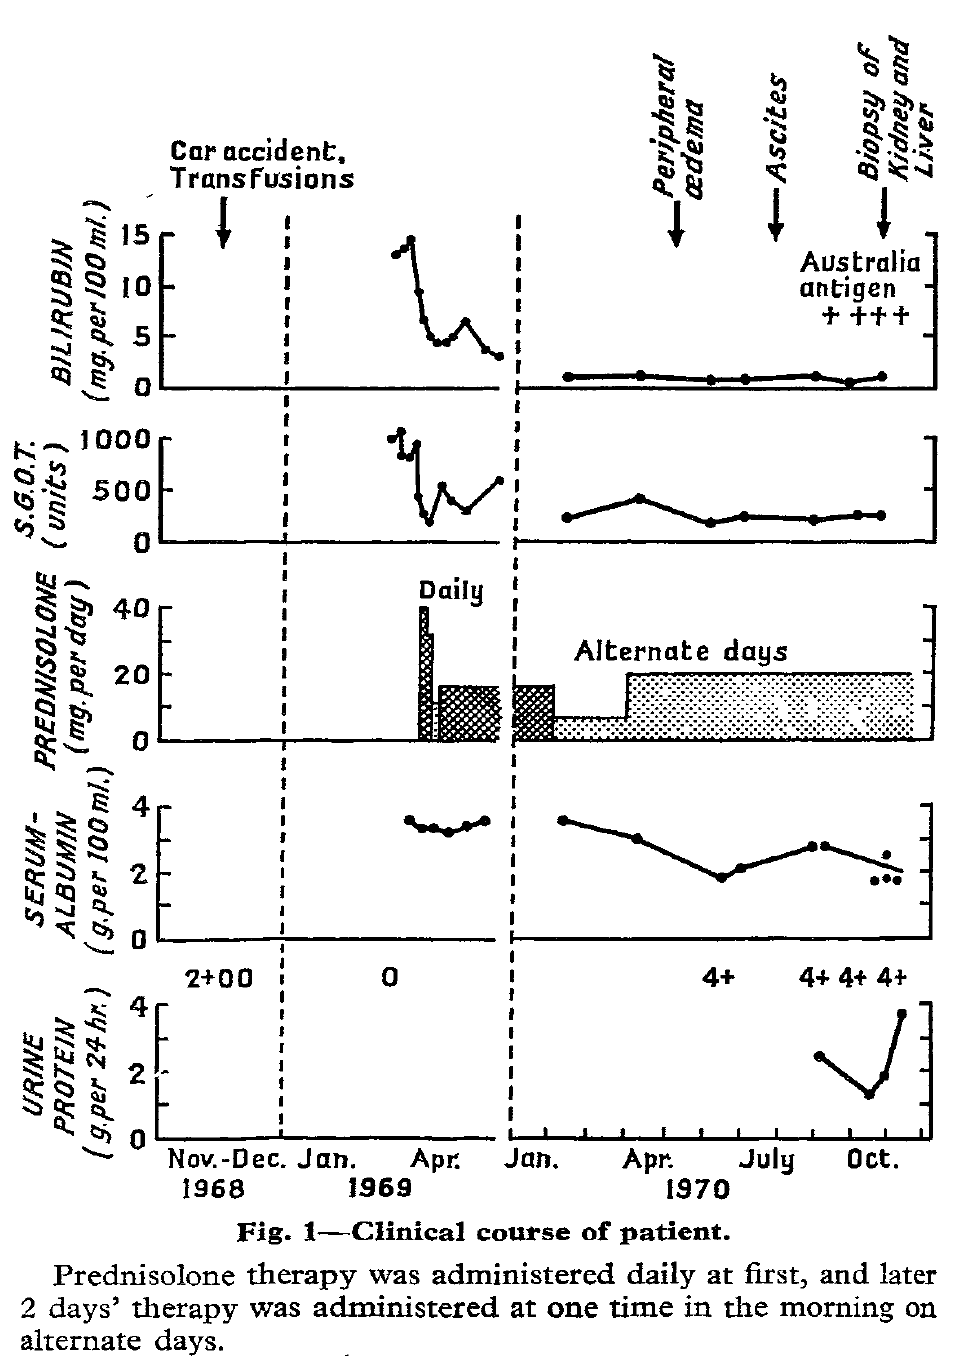 Peripheral
œdema
Ascites
Biopsy of
Kidney and
Liver
Car accident.
Transfusions
BILIRUBIN
(mg. per 100 ml.)
15
10
5
0
Australia
antigen
+ +++
S.G.O.T.
(units)
1000
500
0
PREDNISOLONE
(mg. per day)
40
20
0
Daily
Alternate days
SERUM-
ALBUMIN
(g. per 100 ml.)
4
2
0
2+00 0 4+ 4+ 4+ 4+
URINE
PROTEIN
(g. per 24 hr.)
4
2
0
Nov.-Dec. Jan. Apr. Jan. Apr. July Oct.
1968 1969 1970
Fig. 1—Clinical course of patient.
Prednisolone therapy was administered daily at first, and later
2 days' therapy was administered at one time in the morning on
alternate days.